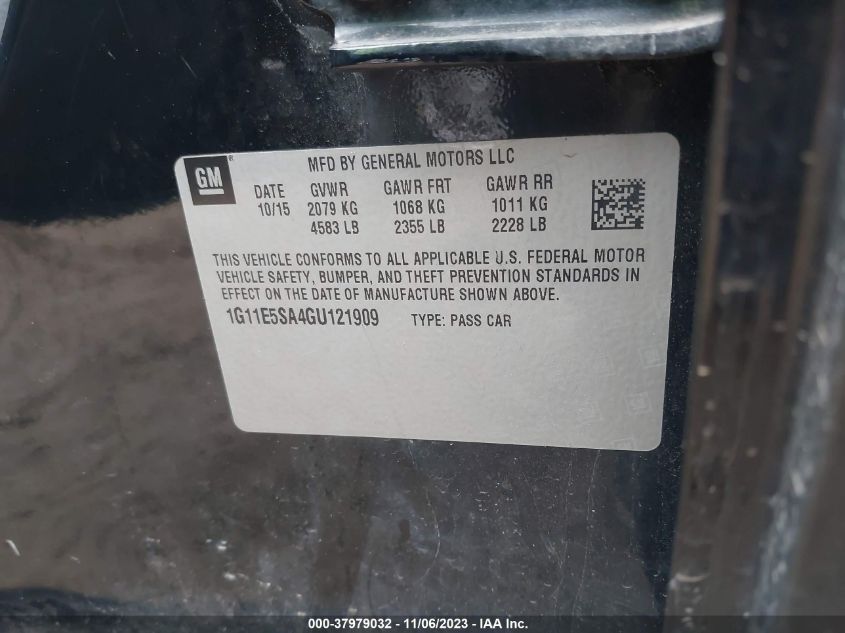 GM ®
MFD BY GENERAL MOTORS LLC
DATE GVWR GAWR FRT GAWR RR
10/15 2079 KG 1068 KG 1011 KG
4583 LB 2355 LB 2228 LB
THIS VEHICLE CONFORMS TO ALL APPLICABLE U.S. FEDERAL MOTOR
VEHICLE SAFETY, BUMPER, AND THEFT PREVENTION STANDARDS IN
EFFECT ON THE DATE OF MANUFACTURE SHOWN ABOVE.
1G11E5SA4GU121909 TYPE: PASS CAR
000-37979032 - 11/06/2023 - IAA Inc.